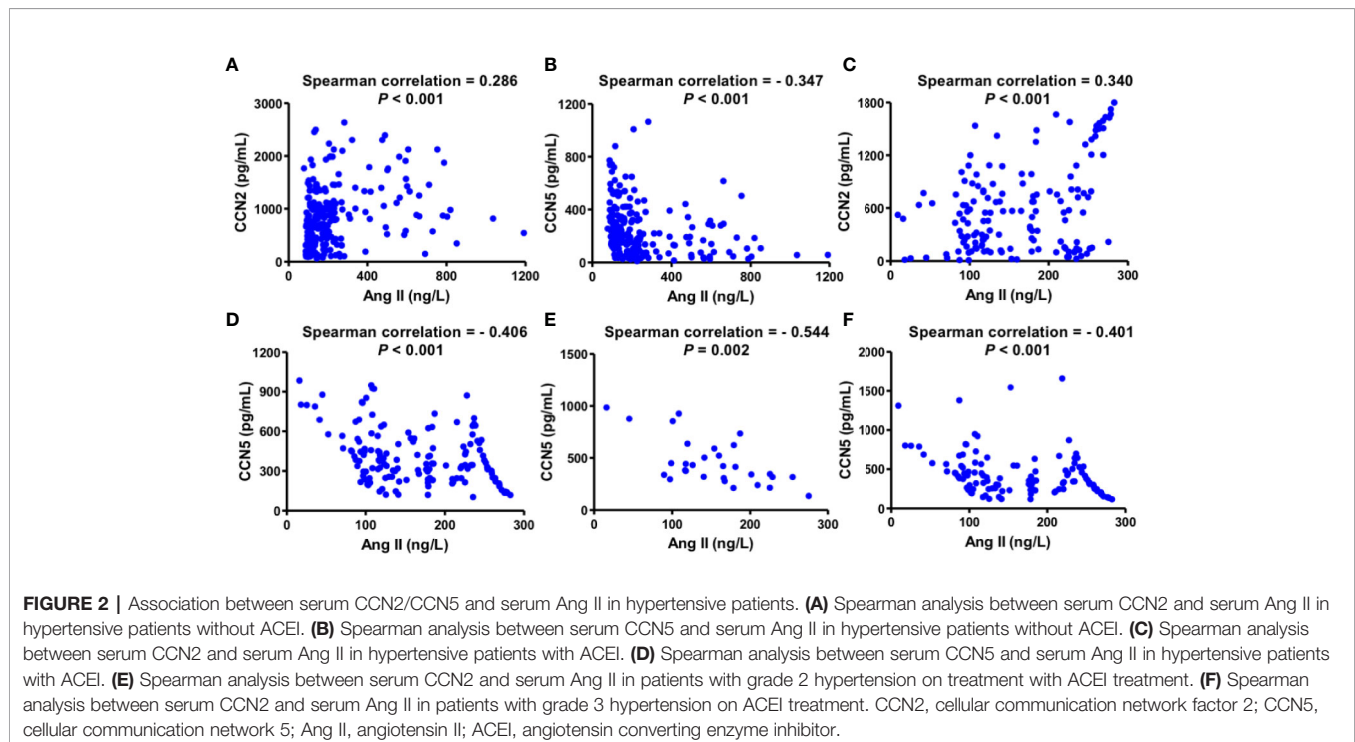 A
Spearman correlation = 0.286
P < 0.001
3000
2000
1000
0
CCN2 (pg/mL)
0 400 800 1200
Ang II (ng/L)
B
Spearman correlation = - 0.347
P < 0.001
1200
800
400
0
CCN5 (pg/mL)
0 400 800 1200
Ang II (ng/L)
C
Spearman correlation = 0.340
P < 0.001
1800
1200
600
0
CCN2 (pg/mL)
0 100 200 300
Ang II (ng/L)
D
Spearman correlation = - 0.406
P < 0.001
1200
900
600
300
0
CCN5 (pg/mL)
0 100 200 300
Ang II (ng/L)
E
Spearman correlation = - 0.544
P = 0.002
1500
1000
500
0
CCN5 (pg/mL)
0 100 200 300
Ang II (ng/L)
F
Spearman correlation = - 0.401
P < 0.001
2000
1500
1000
500
0
CCN5 (pg/mL)
0 100 200 300
Ang II (ng/L)
FIGURE 2 | Association between serum CCN2/CCN5 and serum Ang II in hypertensive patients. (A) Spearman analysis between serum CCN2 and serum Ang II in
hypertensive patients without ACEI. (B) Spearman analysis between serum CCN5 and serum Ang II in hypertensive patients without ACEI. (C) Spearman analysis
between serum CCN2 and serum Ang II in hypertensive patients with ACEI. (D) Spearman analysis between serum CCN5 and serum Ang II in hypertensive patients
with ACEI. (E) Spearman analysis between serum CCN2 and serum Ang II in patients with grade 2 hypertension on treatment with ACEI treatment. (F) Spearman
analysis between serum CCN2 and serum Ang II in patients with grade 3 hypertension on ACEI treatment. CCN2, cellular communication network factor 2; CCN5,
cellular communication network 5; Ang II, angiotensin II; ACEI, angiotensin converting enzyme inhibitor.